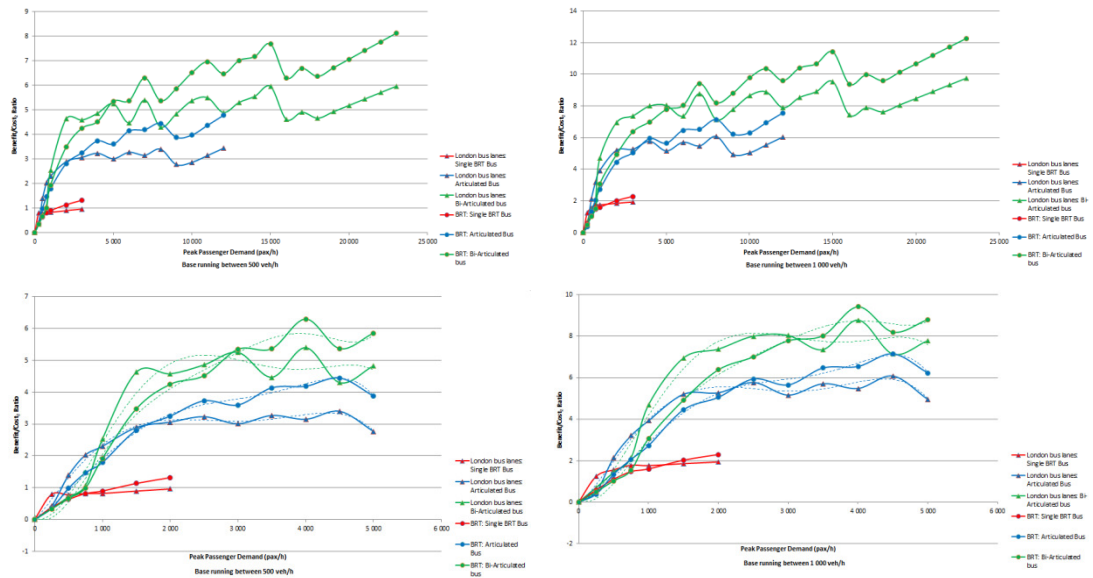 9
8
7
6
5
4
3
2
1
0
Benefit/Cost, Ratio
0 5 000 10 000 15 000 20 000 25 000
Peak Passenger Demand (pax/h)
Base running between 500 veh/h
London bus lanes:
Single BRT Bus
London bus lanes:
Articulated Bus
London bus lanes:
Bi-Articulated bus
BRT: Single BRT Bus
BRT: Articulated Bus
BRT: Bi-Articulated
bus
14
12
10
8
6
4
2
0
Benefit/Cost, Ratio
0 5 000 10 000 15 000 20 000 25 000
Peak Passenger Demand (pax/h)
Base running between 1 000 veh/h
London bus lanes:
Single BRT Bus
London bus lanes:
Articulated Bus
London bus lanes: Bi-
Articulated bus
BRT: Single BRT Bus
BRT: Articulated Bus
BRT: Bi-Articulated
bus
7
6
5
4
3
2
1
0
-1
Benefit/Cost, Ratio
0 1 000 2 000 3 000 4 000 5 000 6 000
Peak Passenger Demand (pax/h)
Base running between 500 veh/h
London bus lanes:
Single BRT Bus
London bus lanes:
Articulated Bus
London bus lanes:
Bi-Articulated bus
BRT: Single BRT Bus
BRT: Articulated
Bus
BRT: Bi-Articulated
bus
10
8
6
4
2
0
-2
Benefit/Cost, Ratio
0 1 000 2 000 3 000 4 000 5 000 6 000
Peak Passenger Demand (pax/h)
Base running between 1 000 veh/h
London bus lanes:
Single BRT Bus
London bus lanes:
Articulated Bus
London bus lanes: Bi-
Articulated bus
BRT: Single BRT Bus
BRT: Articulated Bus
BRT: Bi-Articulated
bus